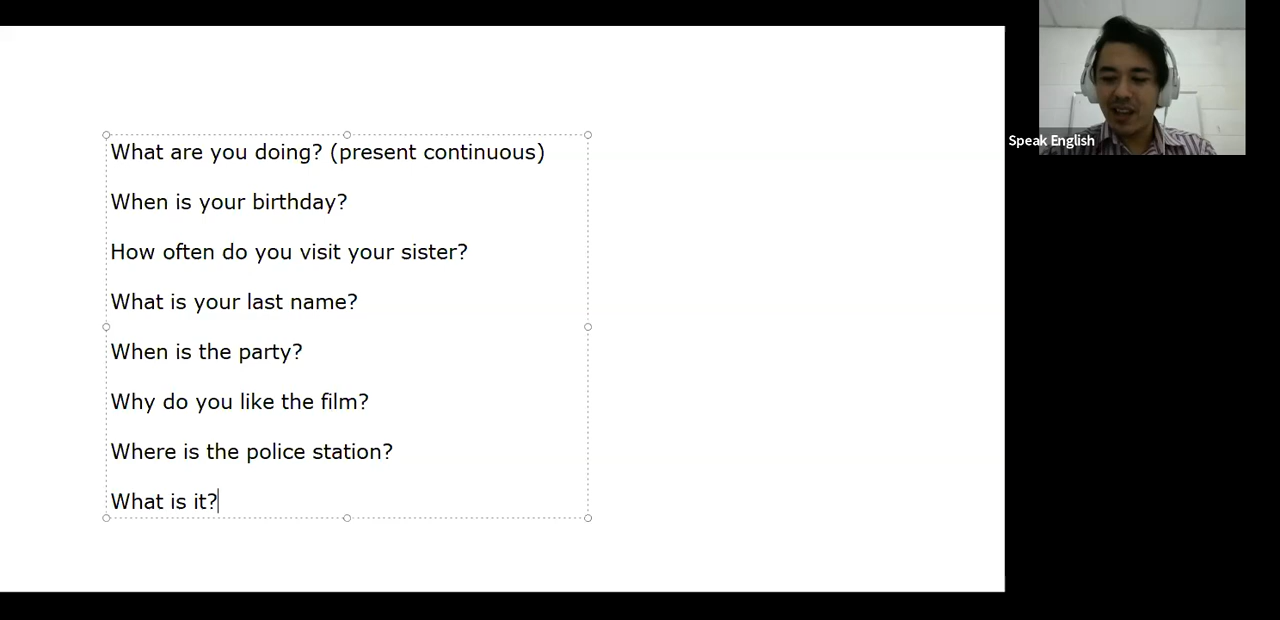 What are you doing? (present continuous)
When is your birthday?
How often do you visit your sister?
What is your last name?
When is the party?
Why do you like the film?
Where is the police station?
What is it?
Speak English